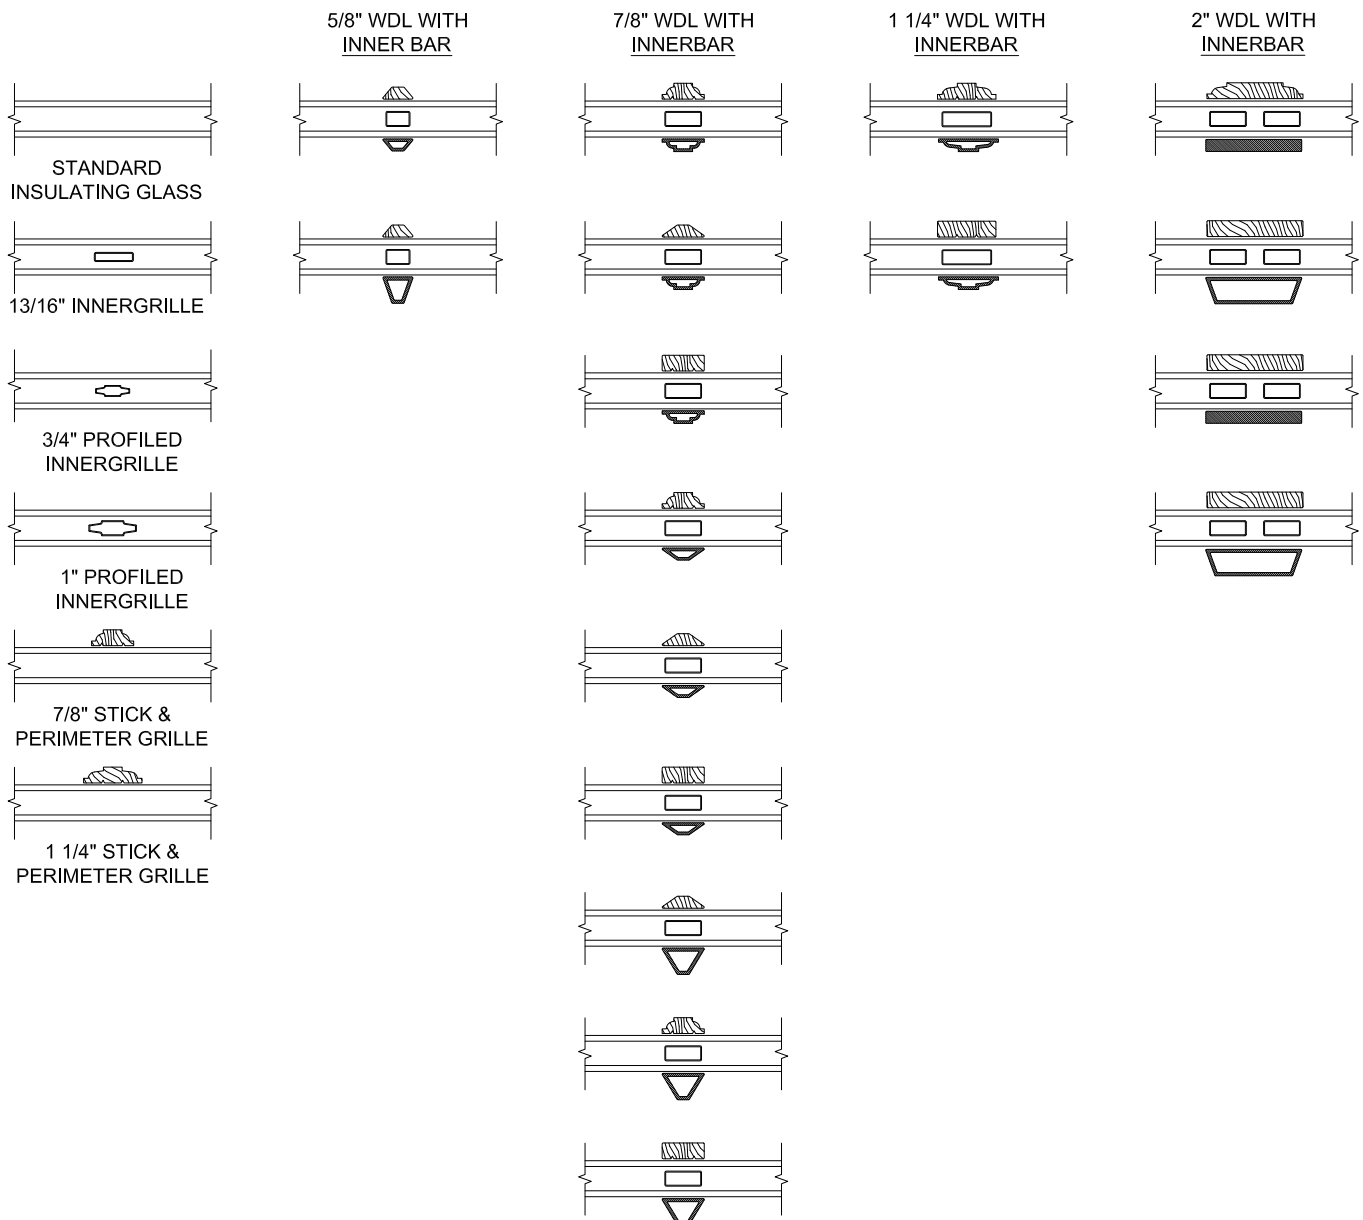 5/8" WDL WITH
INNER BAR
7/8" WDL WITH
INNERBAR
1 1/4" WDL WITH
INNERBAR
2" WDL WITH
INNERBAR
STANDARD
INSULATING GLASS
13/16" INNERGRILLE
3/4" PROFILED
INNERGRILLE
1" PROFILED
INNERGRILLE
7/8" STICK &
PERIMETER GRILLE
1 1/4" STICK &
PERIMETER GRILLE